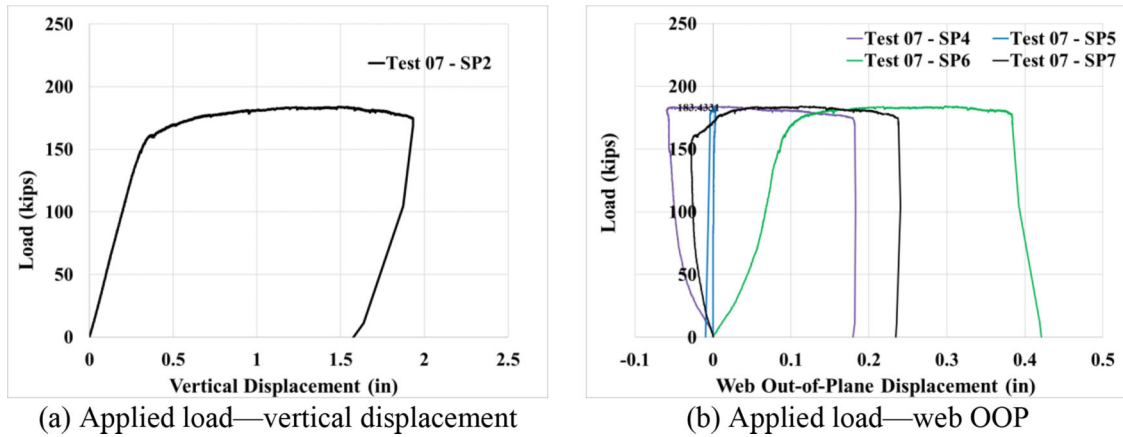 250
200
150
100
50
0
Load (kips)
Test 07 - SP2
0
0.5
1
1.5
2
2.5
Vertical Displacement (in)
(a) Applied load—vertical displacement
250
200
150
100
50
0
Load (kips)
Test 07 - SP4
Test 07 - SP5
Test 07 - SP6
Test 07 - SP7
183.4331
-0.1
0
0.1
0.2
0.3
0.4
0.5
Web Out-of-Plane Displacement (in)
(b) Applied load—web OOP